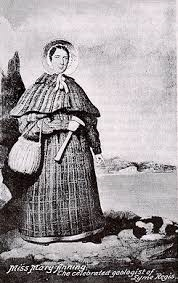 Miss Mary Anning
The celebrated geologist of
Lyme Regis.